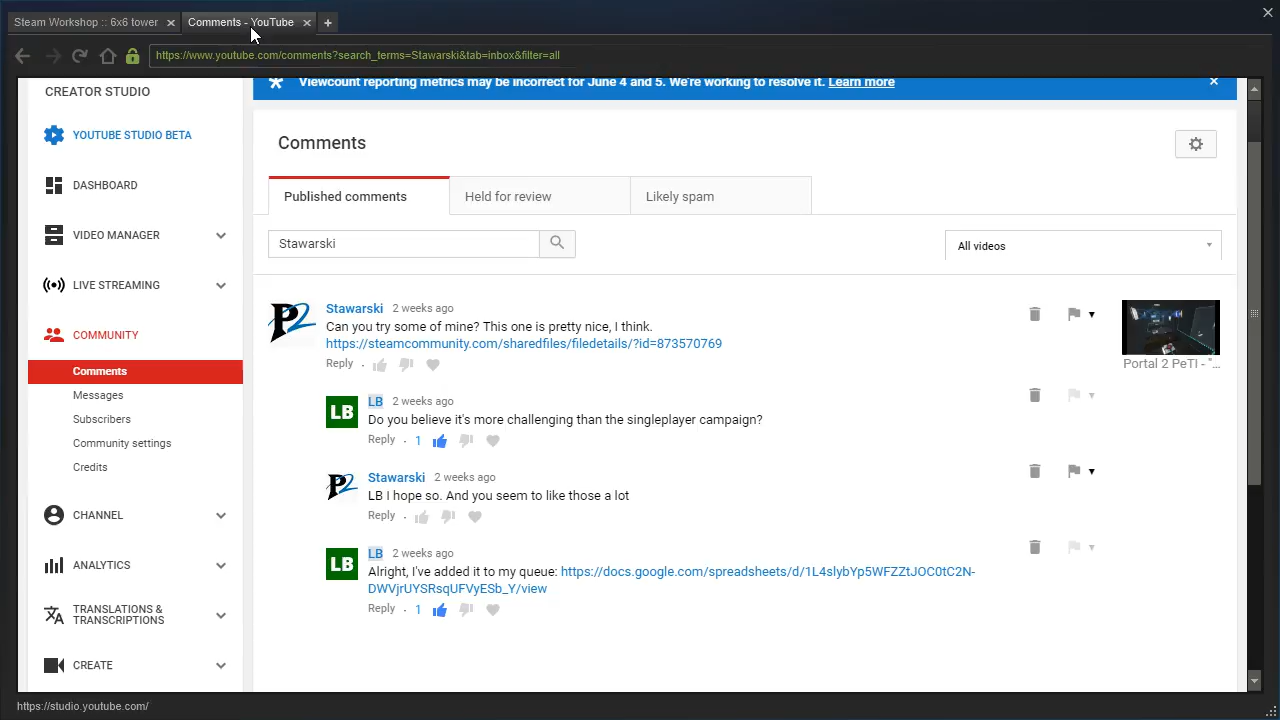 Steam Workshop :: 6x6 tower
Comments - YouTube
https://www.youtube.com/comments?search_terms=Stawarski&tab=inbox&filter=all
CREATOR STUDIO
YOUTUBE STUDIO BETA
DASHBOARD
VIDEO MANAGER
LIVE STREAMING
COMMUNITY
Comments
Messages
Subscribers
Community settings
Credits
CHANNEL
ANALYTICS
TRANSLATIONS &
TRANSCRIPTIONS
CREATE
Viewcount reporting metrics may be incorrect for June 4 and 5. We're working to resolve it. Learn more
Comments
Published comments
Held for review
Likely spam
Stawarski
All videos
P2
Stawarski 2 weeks ago
Can you try some of mine? This one is pretty nice, I think.
https://steamcommunity.com/sharedfiles/filedetails/?id=873570769
Reply
Portal 2 PeTI - "...
LB
LB 2 weeks ago
Do you believe it's more challenging than the singleplayer campaign?
Reply 1
P2
Stawarski 2 weeks ago
LB I hope so. And you seem to like those a lot
Reply
LB
LB 2 weeks ago
Alright, I've added it to my queue: https://docs.google.com/spreadsheets/d/1L4slybYp5WFZZtJOC0tC2N-
DWVjrUYSRsqUFVyESb_Y/view
Reply 1
https://studio.youtube.com/